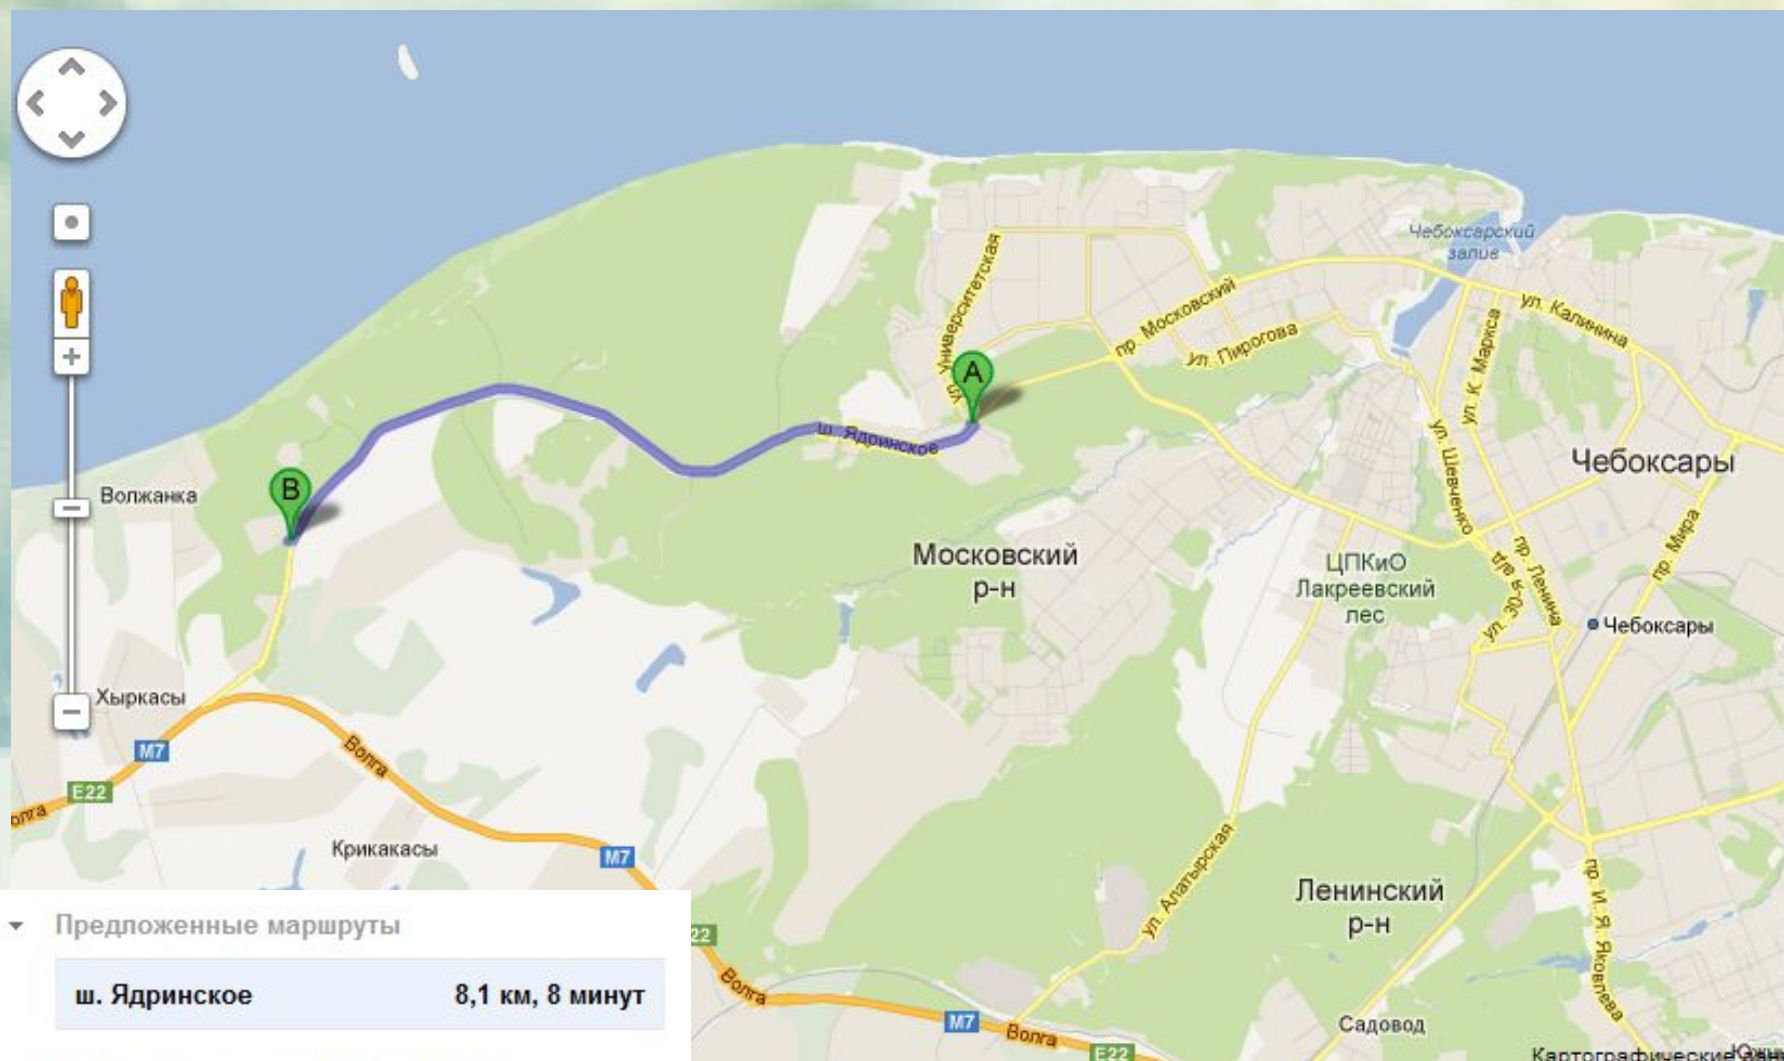 Чебоксарский
залив
ул. Университетская
пр. Московский
ул. Калинина
ул. Пирогова
ул. К. Маркса
A
ш. Ядринское
ул. Шевченко
Чебоксары
B
Волжанка
Московский
р-н
ЦПКиО
Лакреевский
лес
пр. Ленина
пр. Мира
Чебоксары
Хыркасы
M7
Волга
E22
Крикакасы
M7
ул. Алатырская
Ленинский
р-н
пр. И. Я. Яковлева
22
Волга
M7
Волга
E22
Садовод
Картографические
Предложенные маршруты
ш. Ядринское 8,1 км, 8 минут